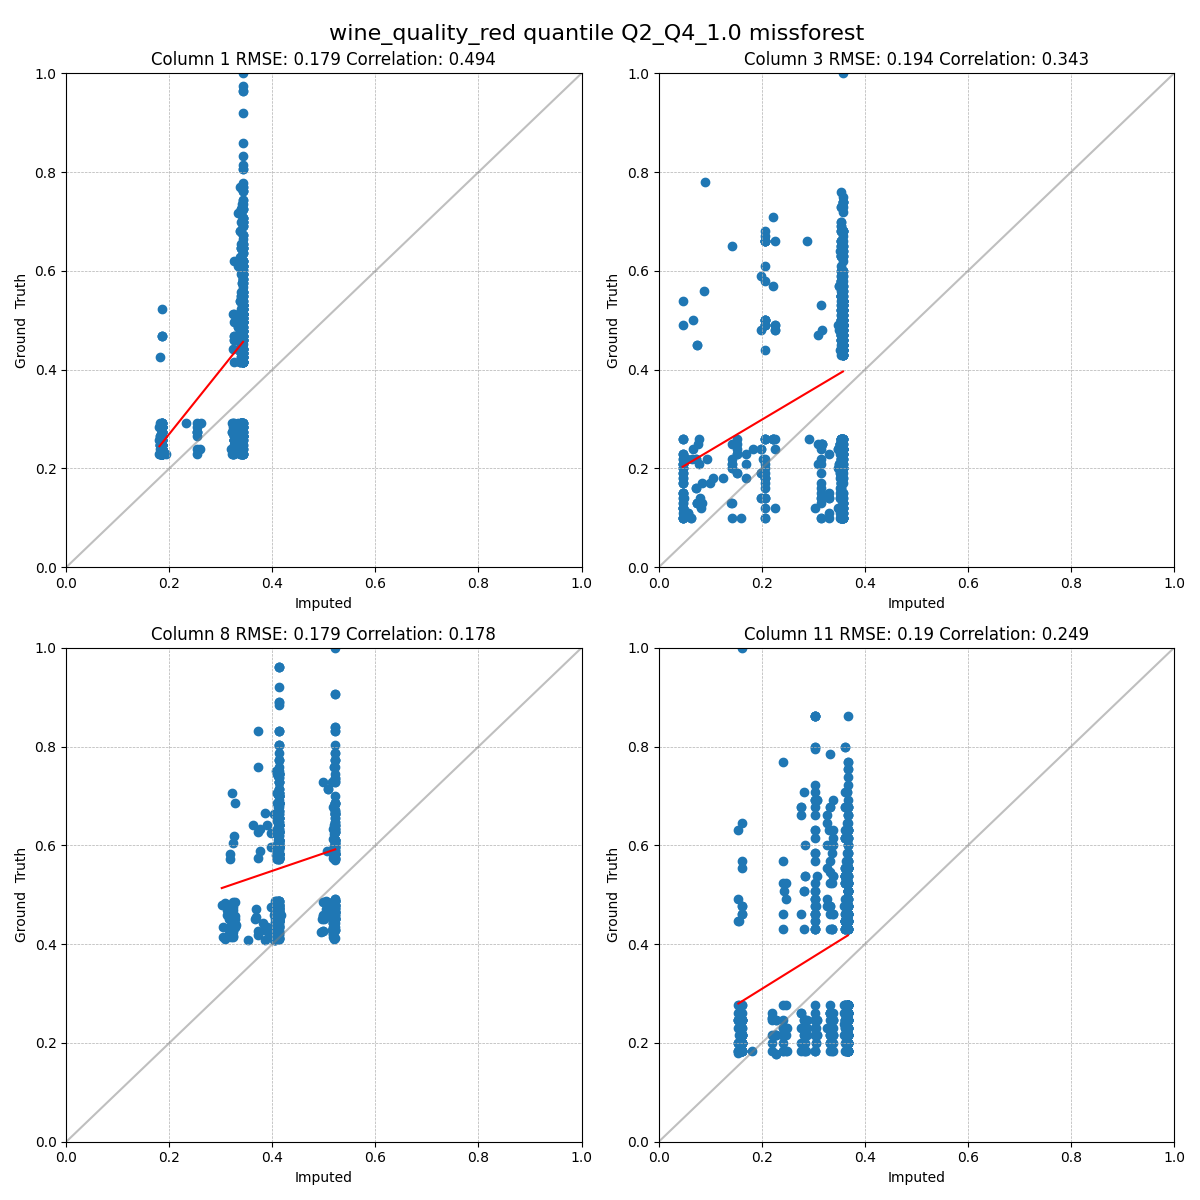 wine_quality_red quantile Q2_Q4_1.0 missforest
Column 1 RMSE: 0.179 Correlation: 0.494
1.0
0.8
0.6
0.4
0.2
0.0
Ground Truth
0.0 0.2 0.4 0.6 0.8 1.0
Imputed
Column 3 RMSE: 0.194 Correlation: 0.343
1.0
0.8
0.6
0.4
0.2
0.0
Ground Truth
0.0 0.2 0.4 0.6 0.8 1.0
Imputed
Column 8 RMSE: 0.179 Correlation: 0.178
1.0
0.8
0.6
0.4
0.2
0.0
Ground Truth
0.0 0.2 0.4 0.6 0.8 1.0
Imputed
Column 11 RMSE: 0.19 Correlation: 0.249
1.0
0.8
0.6
0.4
0.2
0.0
Ground Truth
0.0 0.2 0.4 0.6 0.8 1.0
Imputed